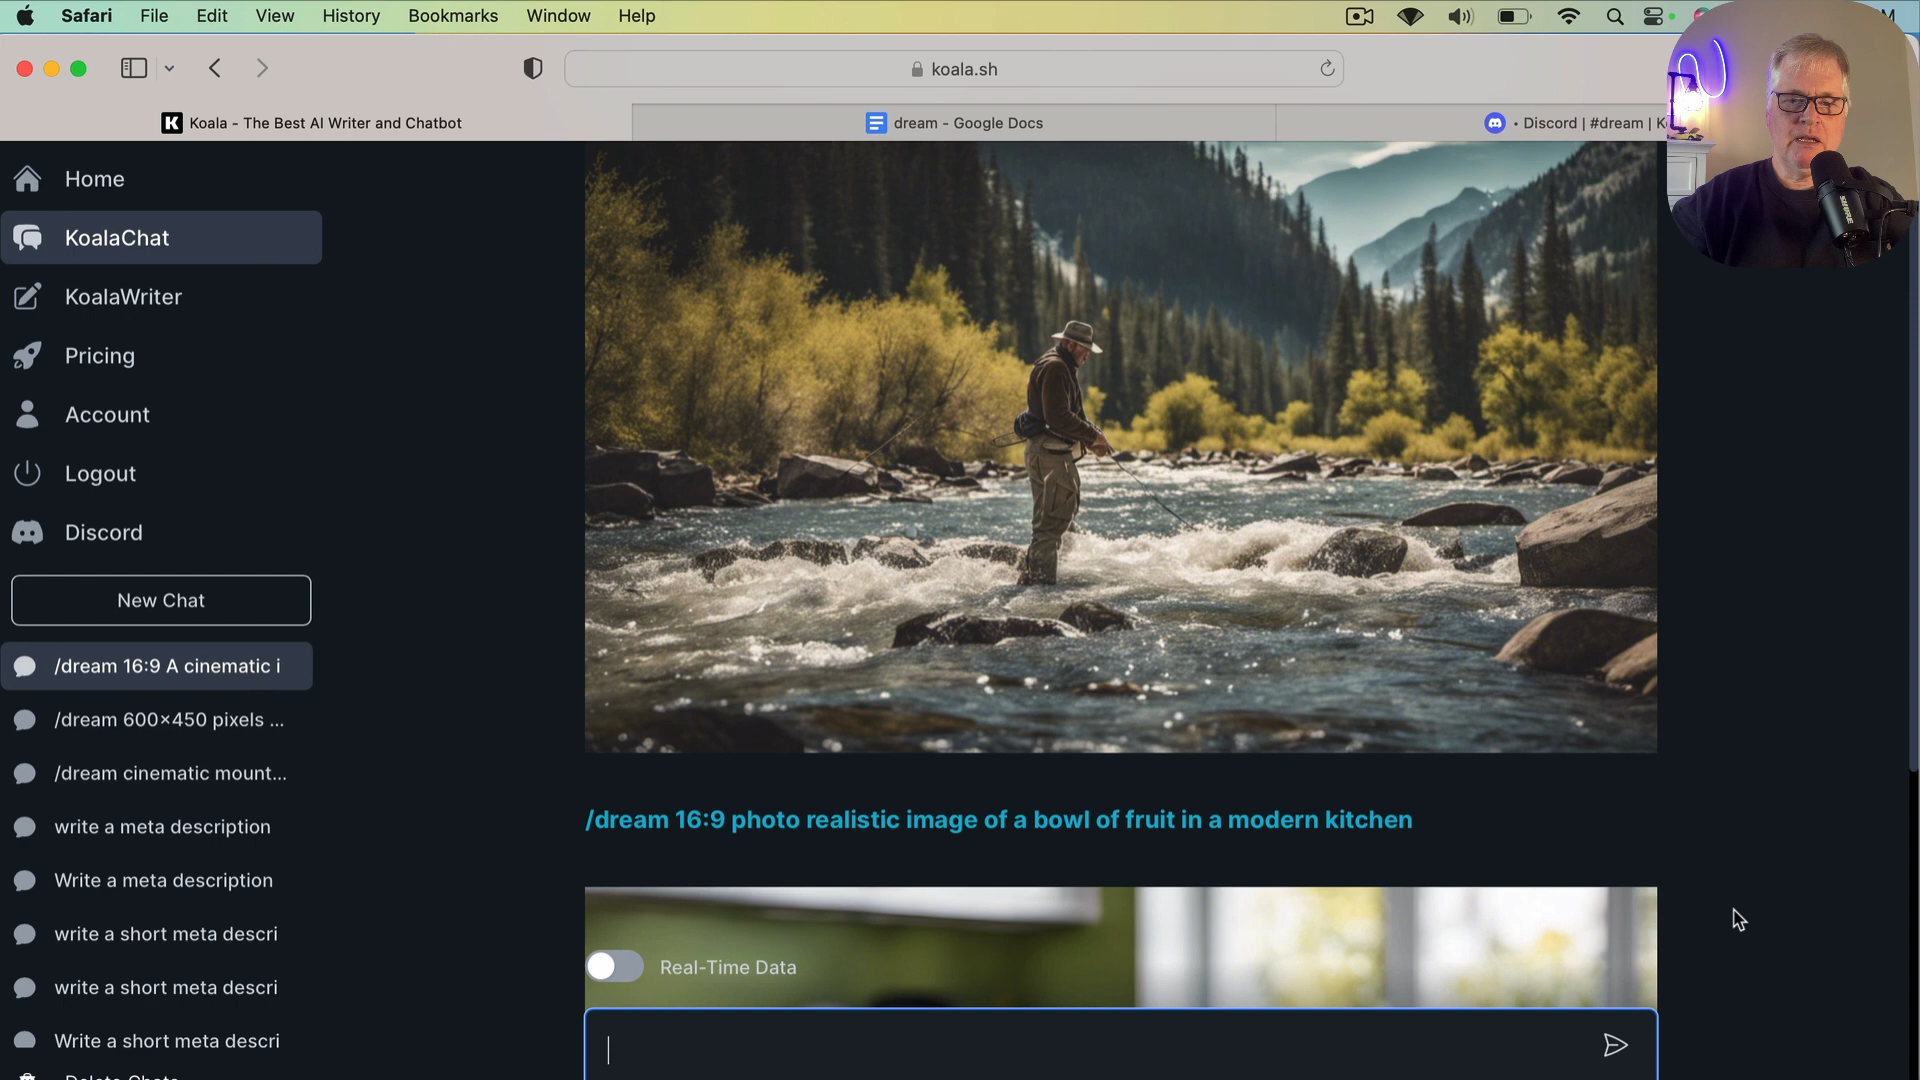 Safari File Edit View History Bookmarks Window Help
koala.sh
K Koala - The Best AI Writer and Chatbot
dream - Google Docs
• Discord | #dream |
Home
KoalaChat
KoalaWriter
Pricing
Account
Logout
Discord
New Chat
/dream 16:9 A cinematic i
/dream 600x450 pixels ...
/dream cinematic mount...
write a meta description
Write a meta description
write a short meta descri
write a short meta descri
Write a short meta descri
/dream 16:9 photo realistic image of a bowl of fruit in a modern kitchen
Real-Time Data
SHURE